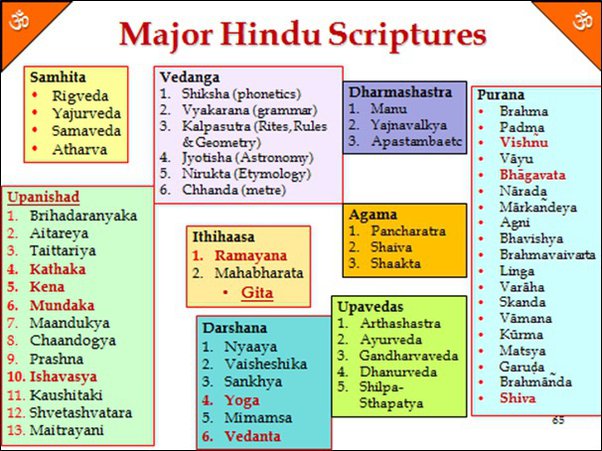 ॐ
ॐ
Major Hindu Scriptures
Samhita
• Rigveda
• Yajurveda
• Samaveda
• Atharva
Vedanga
1. Shiksha (phonetics)
2. Vyakarana (grammar)
3. Kalpasutra (Rites, Rules
& Geometry)
4. Jyotisha (Astronomy)
5. Nirukta (Etymology)
6. Chhanda (metre)
Dharmashastra
1. Manu
2. Yajnavalkya
3. Apastamba etc
Purana
• Brahma
• Padma
• Vishñu
• Vāyu
• Bhāgavata
• Nārada
• Mārkañdeya
• Agni
• Bhavishya
• Brahmavaivarta
• Linga
• Varāha
• Skanda
• Vāmana
• Kūrma
• Matsya
• Garuḍa
• Brahmāñda
• Shiva
Upanishad
1. Brihadaranyaka
2. Aitareya
3. Taittariya
4. Kathaka
5. Kena
6. Mundaka
7. Maandukya
8. Chaandogya
9. Prashna
10. Ishavasya
11. Kaushitaki
12. Shvetashvatara
13. Maitrayani
Ithihaasa
1. Ramayana
2. Mahabharata
• Gita
Agama
1. Pancharatra
2. Shaiva
3. Shaakta
Darshana
1. Nyaaya
2. Vaisheshika
3. Sankhya
4. Yoga
5. Mimamsa
6. Vedanta
Upavedas
1. Arthashastra
2. Ayurveda
3. Gandharvaveda
4. Dhanurveda
5. Shilpa-
Sthapatya
65